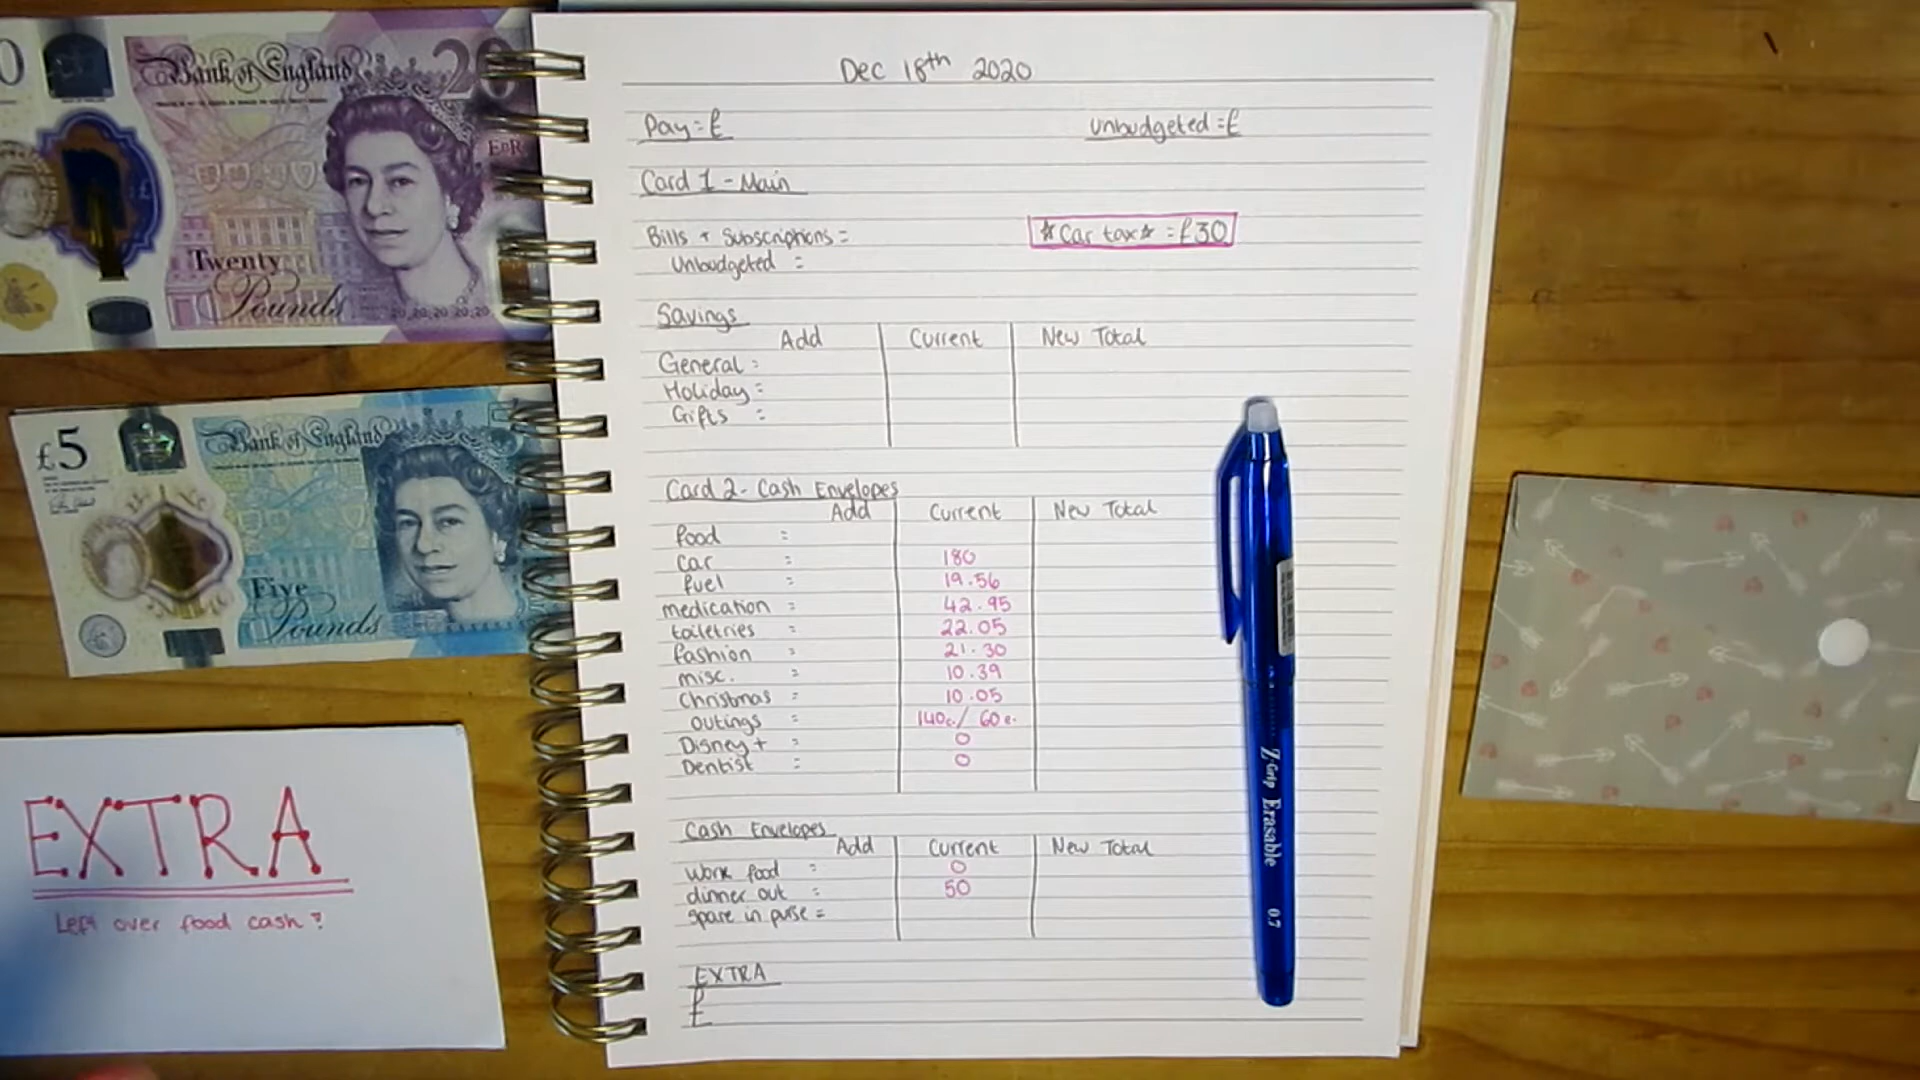 Bank of England
20
Twenty
Pounds
£5
Bank of England
Five
Pounds
EXTRA
Left over food cash?
Dec 18th 2020
Pay = £ unbudgeted = £
Card 1 - Main
Bills + Subscriptions = ☆Car tax☆ = £30
unbudgeted =
Savings
Add Current New Total
General =
Holiday =
Gifts =
Card 2 - Cash Envelopes
Add Current New Total
food =
car = 180
fuel = 19.56
medication = 42.95
toiletries = 22.05
fashion = 21.30
misc. = 10.39
Christmas = 10.05
outings = 140c. / 60e.
Disney+ = 0
Dentist = 0
Cash Envelopes
Add Current New Total
work food = 0
dinner out = 50
spare in purse =
EXTRA
£
Z-Grip Erasable 0.7